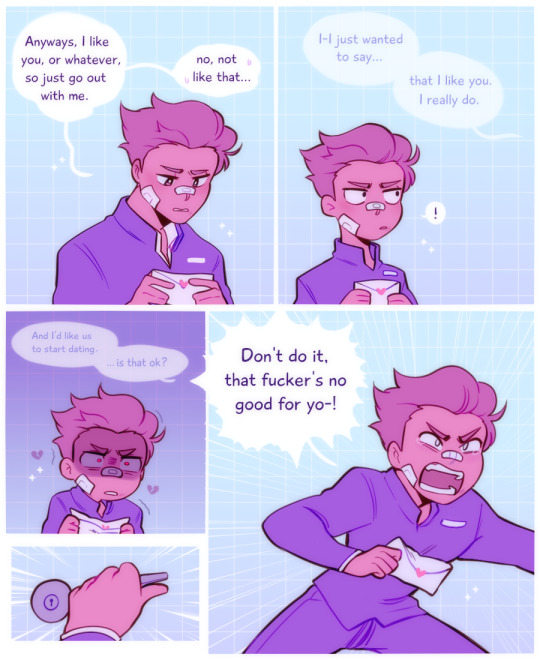 Anyways, I like
you, or whatever,
so just go out
with me.
no, not
like that...
I-I just wanted
to say...
that I like you.
I really do.
!
And I'd like us
to start dating.
...is that ok?
Don't do it,
that fucker's no
good for yo-!